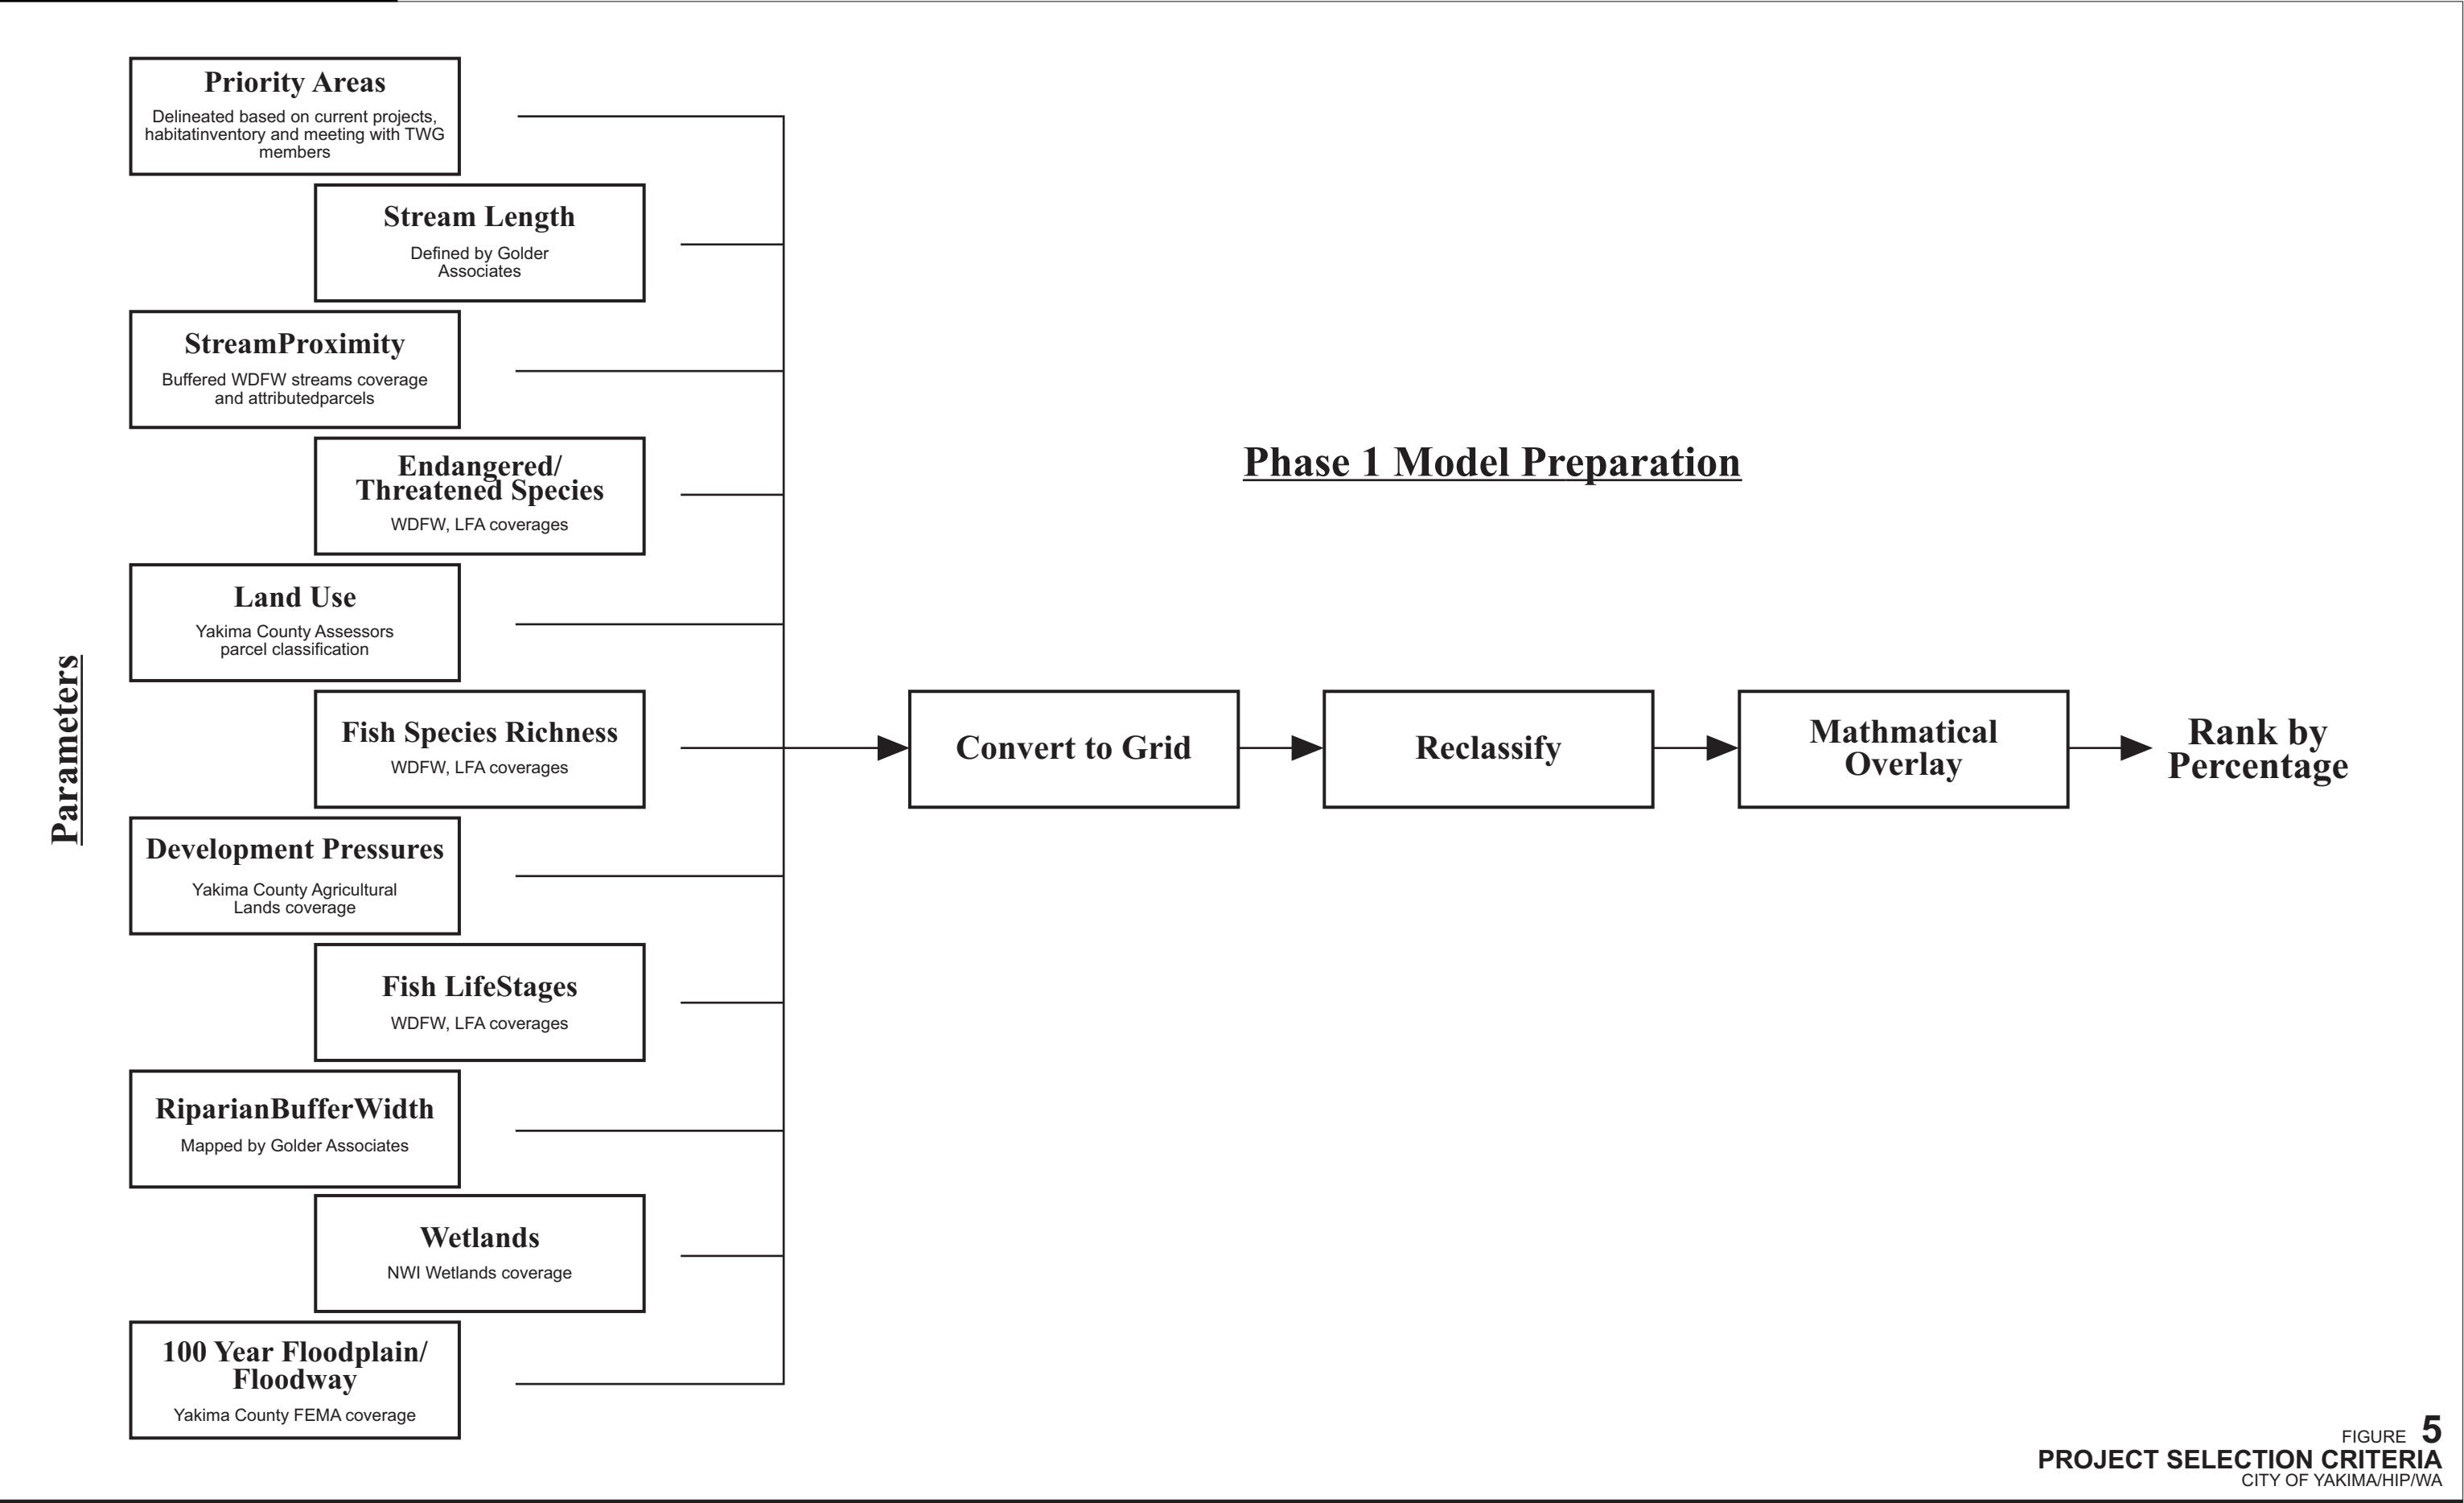 Priority Areas
Delineated based on current projects,
habitatinventory and meeting with TWG
members
Stream Length
Defined by Golder
Associates
StreamProximity
Buffered WDFW streams coverage
and attributedparcels
Endangered/
Threatened Species
WDFW, LFA coverages
Land Use
Yakima County Assessors
parcel classification
Fish Species Richness
WDFW, LFA coverages
Development Pressures
Yakima County Agricultural
Lands coverage
Fish LifeStages
WDFW, LFA coverages
RiparianBufferWidth
Mapped by Golder Associates
Wetlands
NWI Wetlands coverage
100 Year Floodplain/
Floodway
Yakima County FEMA coverage
Parameters
Phase 1 Model Preparation
Convert to Grid
Reclassify
Mathmatical
Overlay
Rank by
Percentage
FIGURE 5
PROJECT SELECTION CRITERIA
CITY OF YAKIMA/HIP/WA